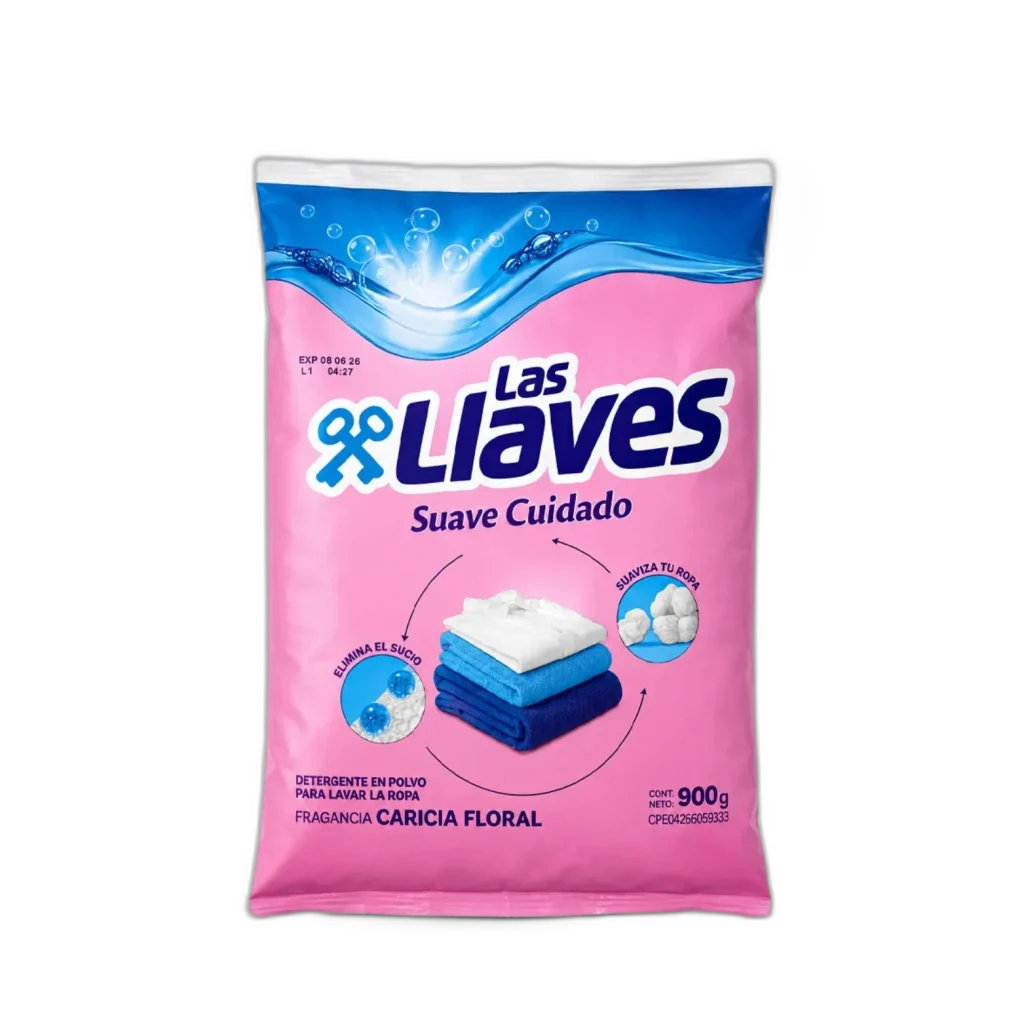 EXP 08 06 26
L1 04:27
Las
Llaves
Suave Cuidado
SUAVIZA TU ROPA
ELIMINA EL SUCIO
DETERGENTE EN POLVO
PARA LAVAR LA ROPA
FRAGANCIA CARICIA FLORAL
CONT. NETO: 900g
CPE04266059333